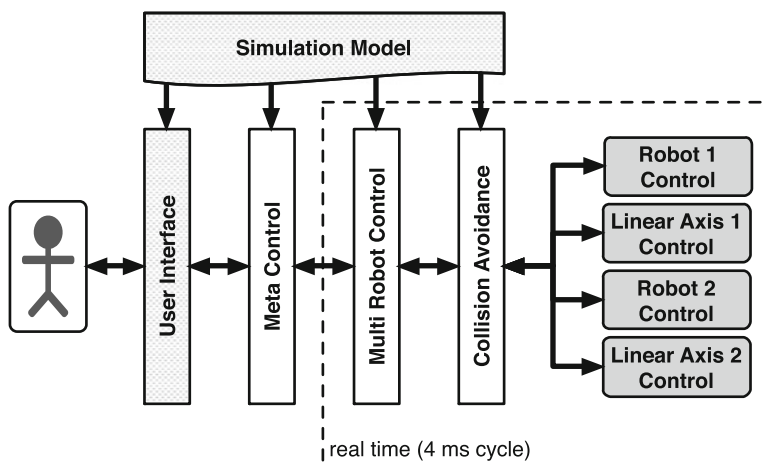 Simulation Model
User Interface
Meta Control
Multi Robot Control
Collision Avoidance
Robot 1
Control
Linear Axis 1
Control
Robot 2
Control
Linear Axis 2
Control
real time (4 ms cycle)